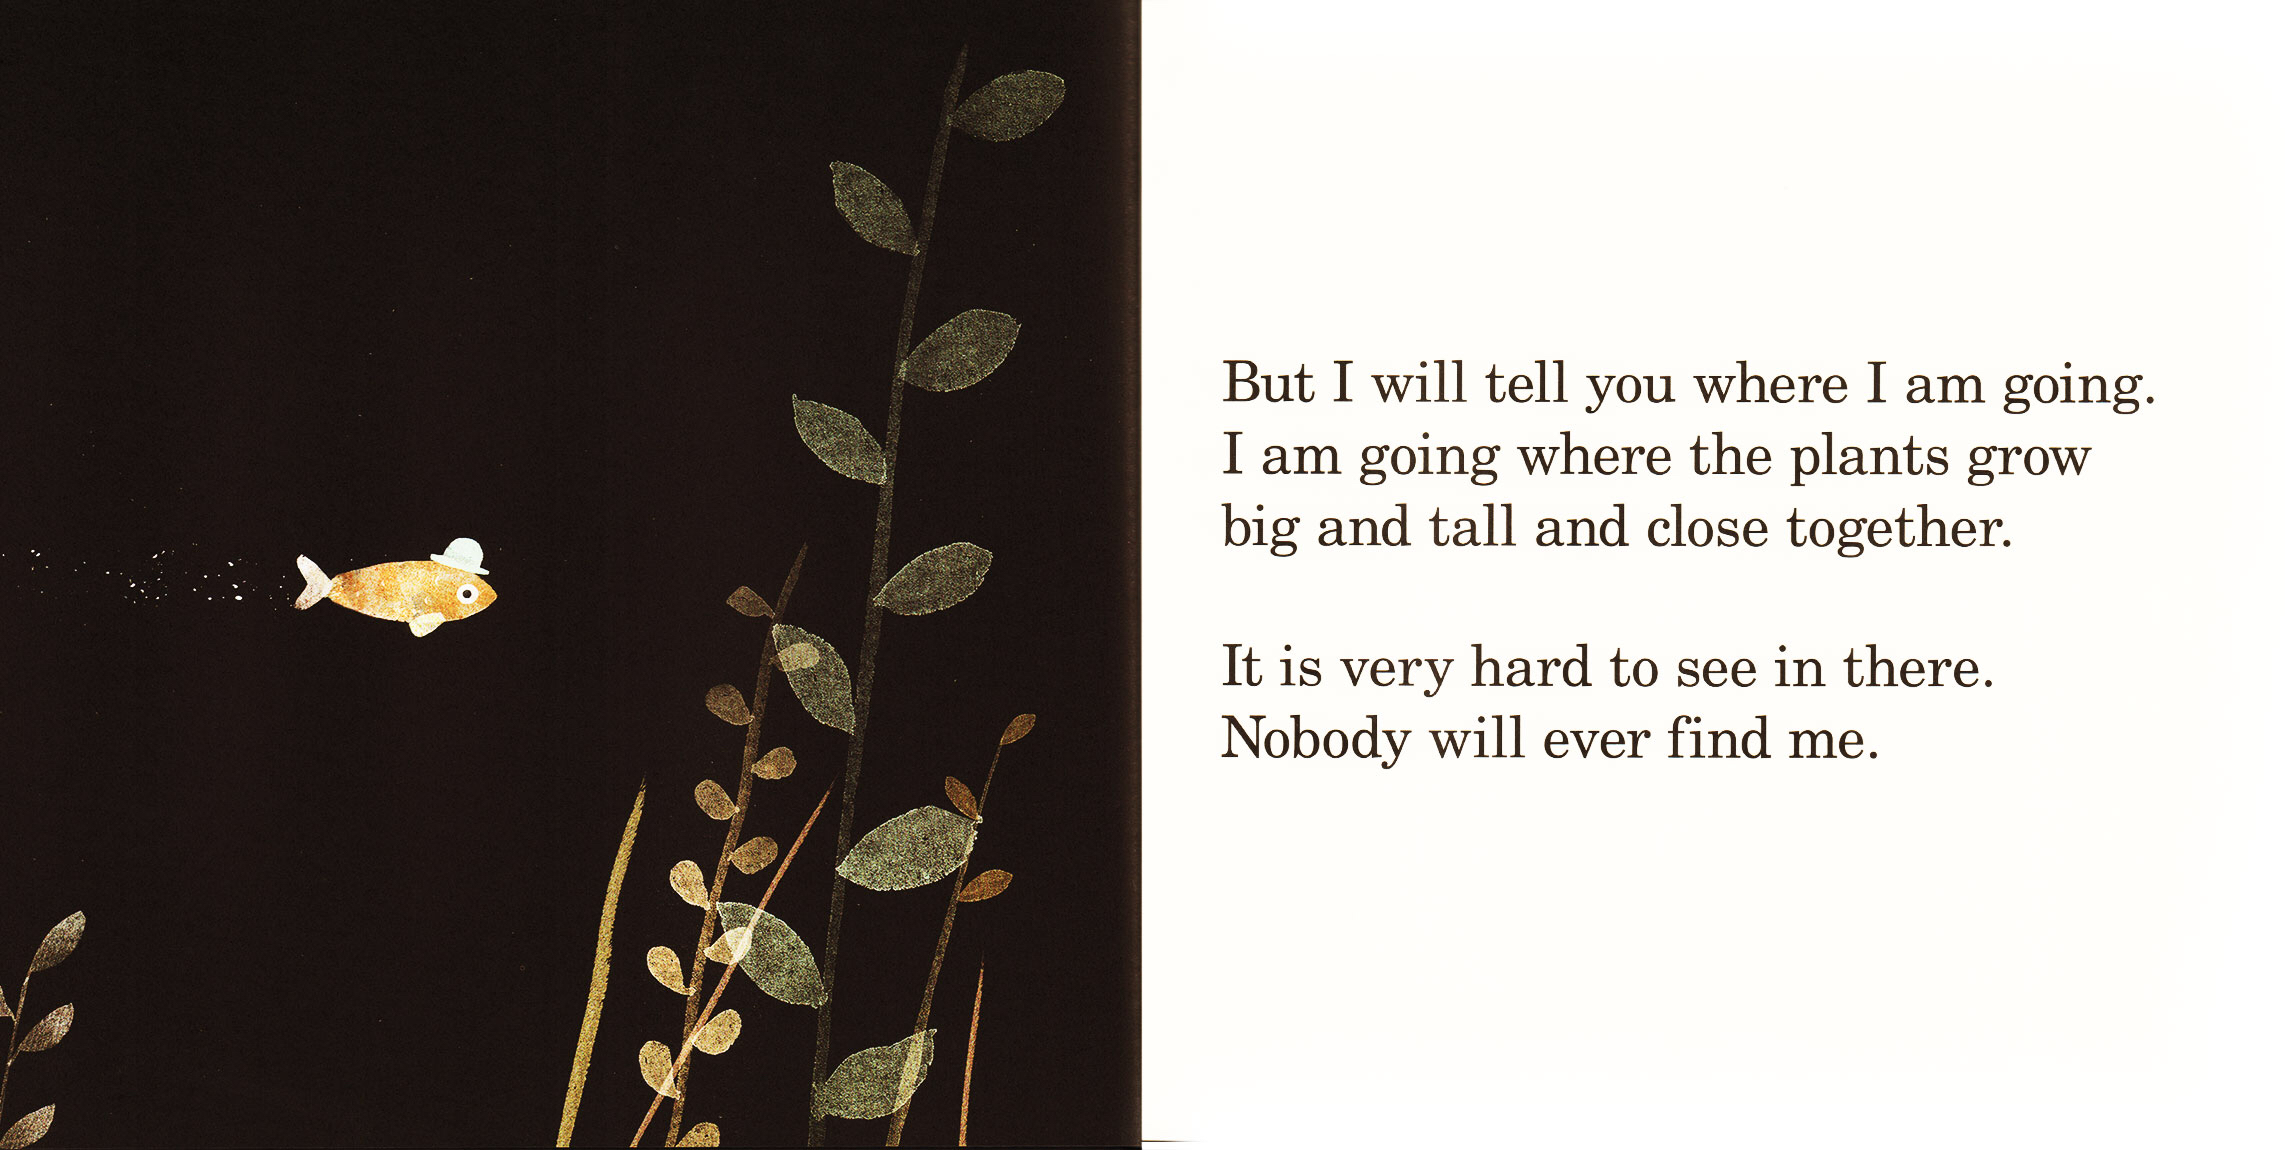 But I will tell you where I am going.
I am going where the plants grow
big and tall and close together.
It is very hard to see in there.
Nobody will ever find me.